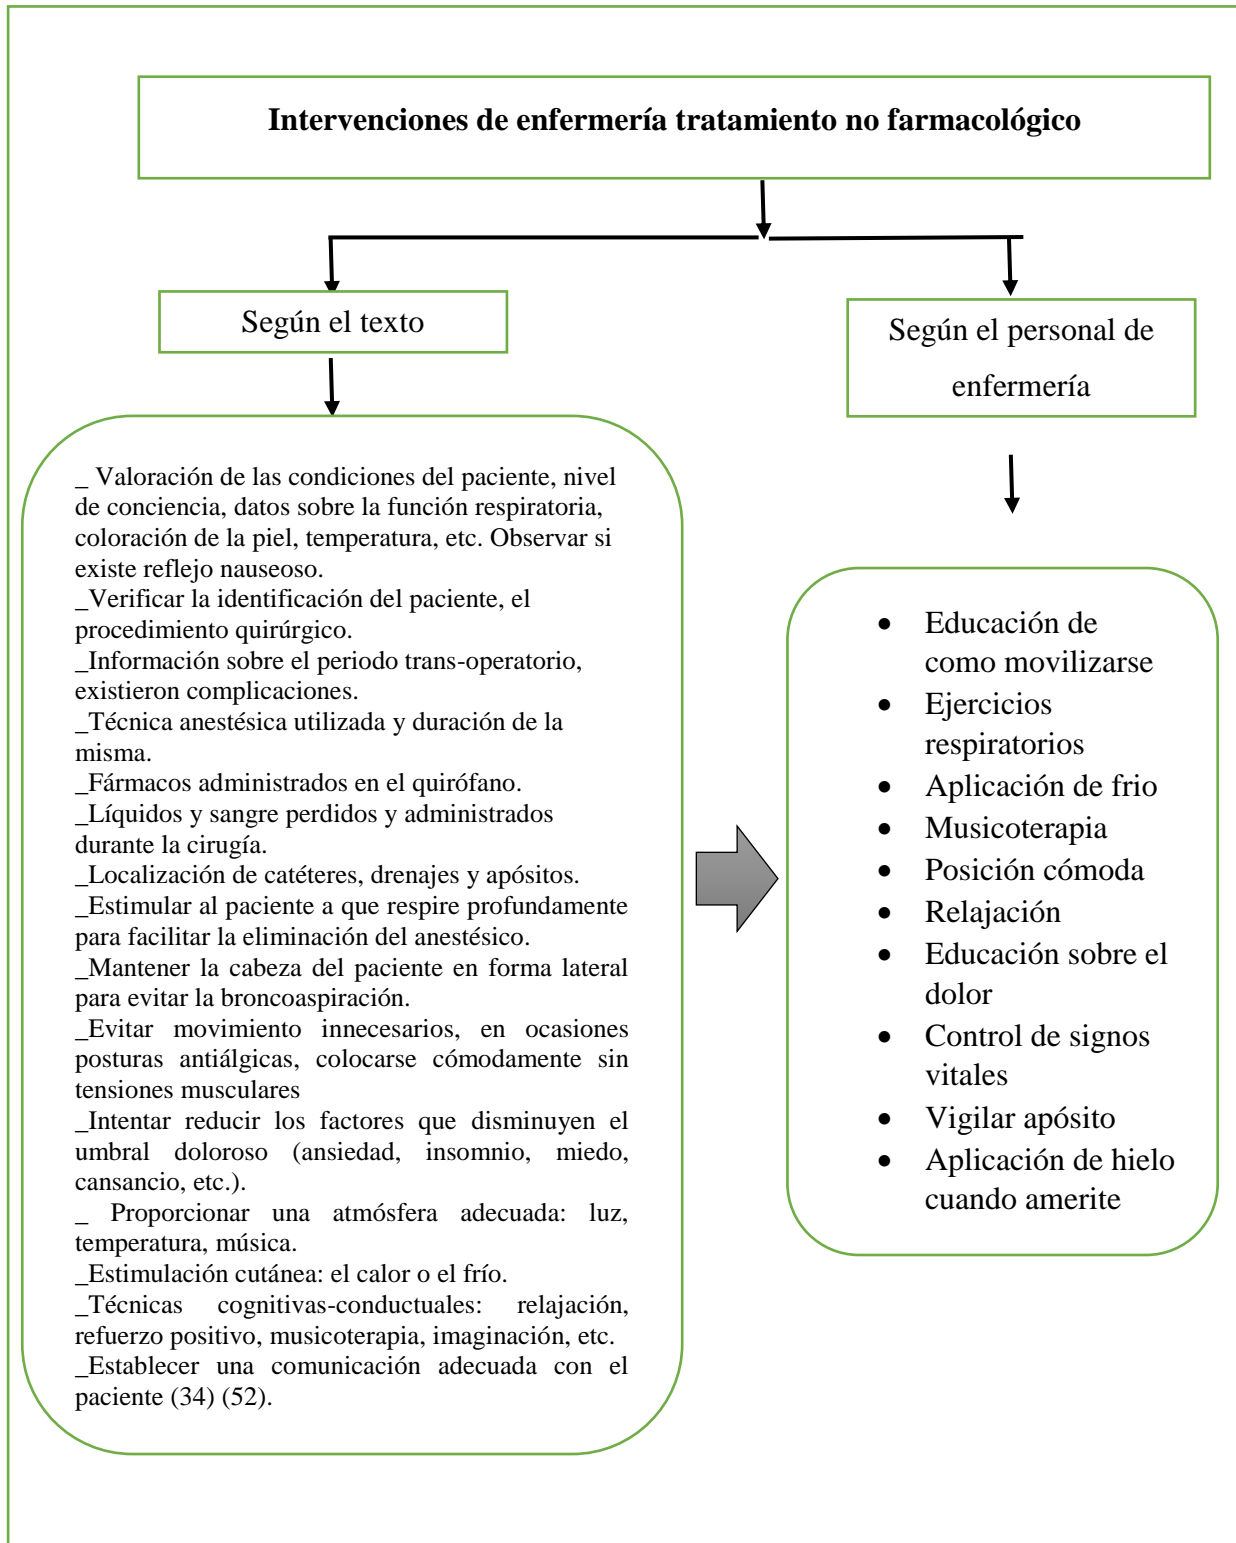 Intervenciones de enfermería tratamiento no farmacológico
Según el texto
Según el personal de
enfermería
_ Valoración de las condiciones del paciente, nivel
de conciencia, datos sobre la función respiratoria,
coloración de la piel, temperatura, etc. Observar si
existe reflejo nauseoso.
_Verificar la identificación del paciente, el
procedimiento quirúrgico.
_Información sobre el periodo trans-operatorio,
existieron complicaciones.
_Técnica anestésica utilizada y duración de la
misma.
_Fármacos administrados en el quirófano.
_Líquidos y sangre perdidos y administrados
durante la cirugía.
_Localización de catéteres, drenajes y apósitos.
_Estimular al paciente a que respire profundamente
para facilitar la eliminación del anestésico.
_Mantener la cabeza del paciente en forma lateral
para evitar la broncoaspiración.
_Evitar movimiento innecesarios, en ocasiones
posturas antiálgicas, colocarse cómodamente sin
tensiones musculares
_Intentar reducir los factores que disminuyen el
umbral doloroso (ansiedad, insomnio, miedo,
cansancio, etc.).
_ Proporcionar una atmósfera adecuada: luz,
temperatura, música.
_Estimulación cutánea: el calor o el frío.
_Técnicas cognitivas-conductuales: relajación,
refuerzo positivo, musicoterapia, imaginación, etc.
_Establecer una comunicación adecuada con el
paciente (34) (52).
• Educación de
como movilizarse
• Ejercicios
respiratorios
• Aplicación de frio
• Musicoterapia
• Posición cómoda
• Relajación
• Educación sobre el
dolor
• Control de signos
vitales
• Vigilar apósito
• Aplicación de hielo
cuando amerite